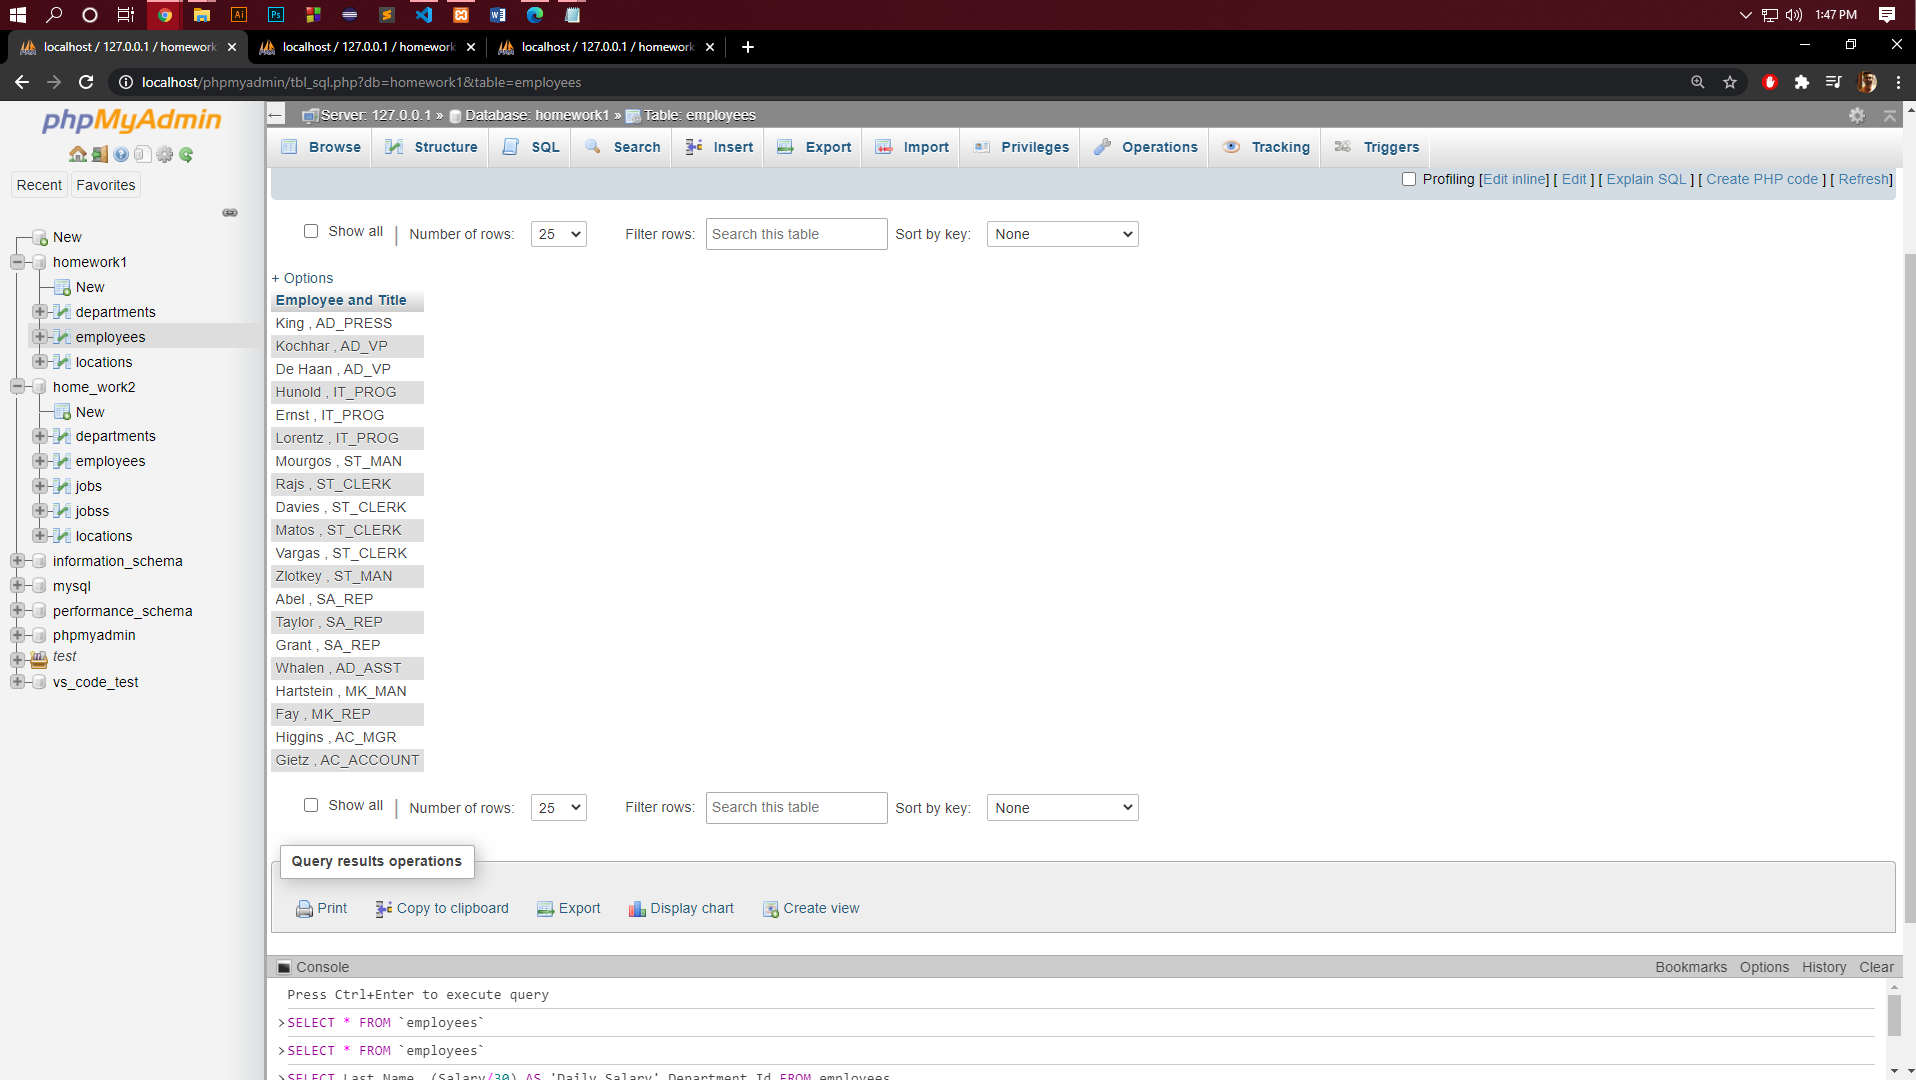 1:47 PM
localhost / 127.0.0.1 / homework
localhost / 127.0.0.1 / homework
localhost / 127.0.0.1 / homework
localhost/phpmyadmin/tbl_sql.php?db=homework1&table=employees
phpMyAdmin
Recent
Favorites
New
homework1
New
departments
employees
locations
home_work2
New
departments
employees
jobs
jobss
locations
information_schema
mysql
performance_schema
phpmyadmin
test
vs_code_test
Server: 127.0.0.1 » Database: homework1 » Table: employees
Browse Structure SQL Search Insert Export Import Privileges Operations Tracking Triggers
Profiling [Edit inline] [ Edit ] [ Explain SQL ] [ Create PHP code ] [ Refresh]
Show all | Number of rows: 25 Filter rows: Search this table Sort by key: None
+ Options
Employee and Title
King , AD_PRESS
Kochhar , AD_VP
De Haan , AD_VP
Hunold , IT_PROG
Ernst , IT_PROG
Lorentz , IT_PROG
Mourgos , ST_MAN
Rajs , ST_CLERK
Davies , ST_CLERK
Matos , ST_CLERK
Vargas , ST_CLERK
Zlotkey , ST_MAN
Abel , SA_REP
Taylor , SA_REP
Grant , SA_REP
Whalen , AD_ASST
Hartstein , MK_MAN
Fay , MK_REP
Higgins , AC_MGR
Gietz , AC_ACCOUNT
Show all | Number of rows: 25 Filter rows: Search this table Sort by key: None
Query results operations
Print Copy to clipboard Export Display chart Create view
Console Bookmarks Options History Clear
Press Ctrl+Enter to execute query
>SELECT * FROM `employees`
>SELECT * FROM `employees`
>SELECT Last_Name, (Salary/30) AS 'Daily Salary',Department_Id FROM employees